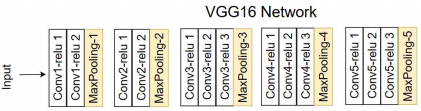 VGG16 Network
Input
Conv1-relu 1
Conv1-relu 2
MaxPooling-1
Conv2-relu 1
Conv2-relu 2
MaxPooling-2
Conv3-relu 1
Conv3-relu 2
Conv3-relu 3
MaxPooling-3
Conv4-relu 1
Conv4-relu 2
Conv4-relu 3
MaxPooling-4
Conv5-relu 1
Conv5-relu 2
Conv5-relu 3
MaxPooling-5